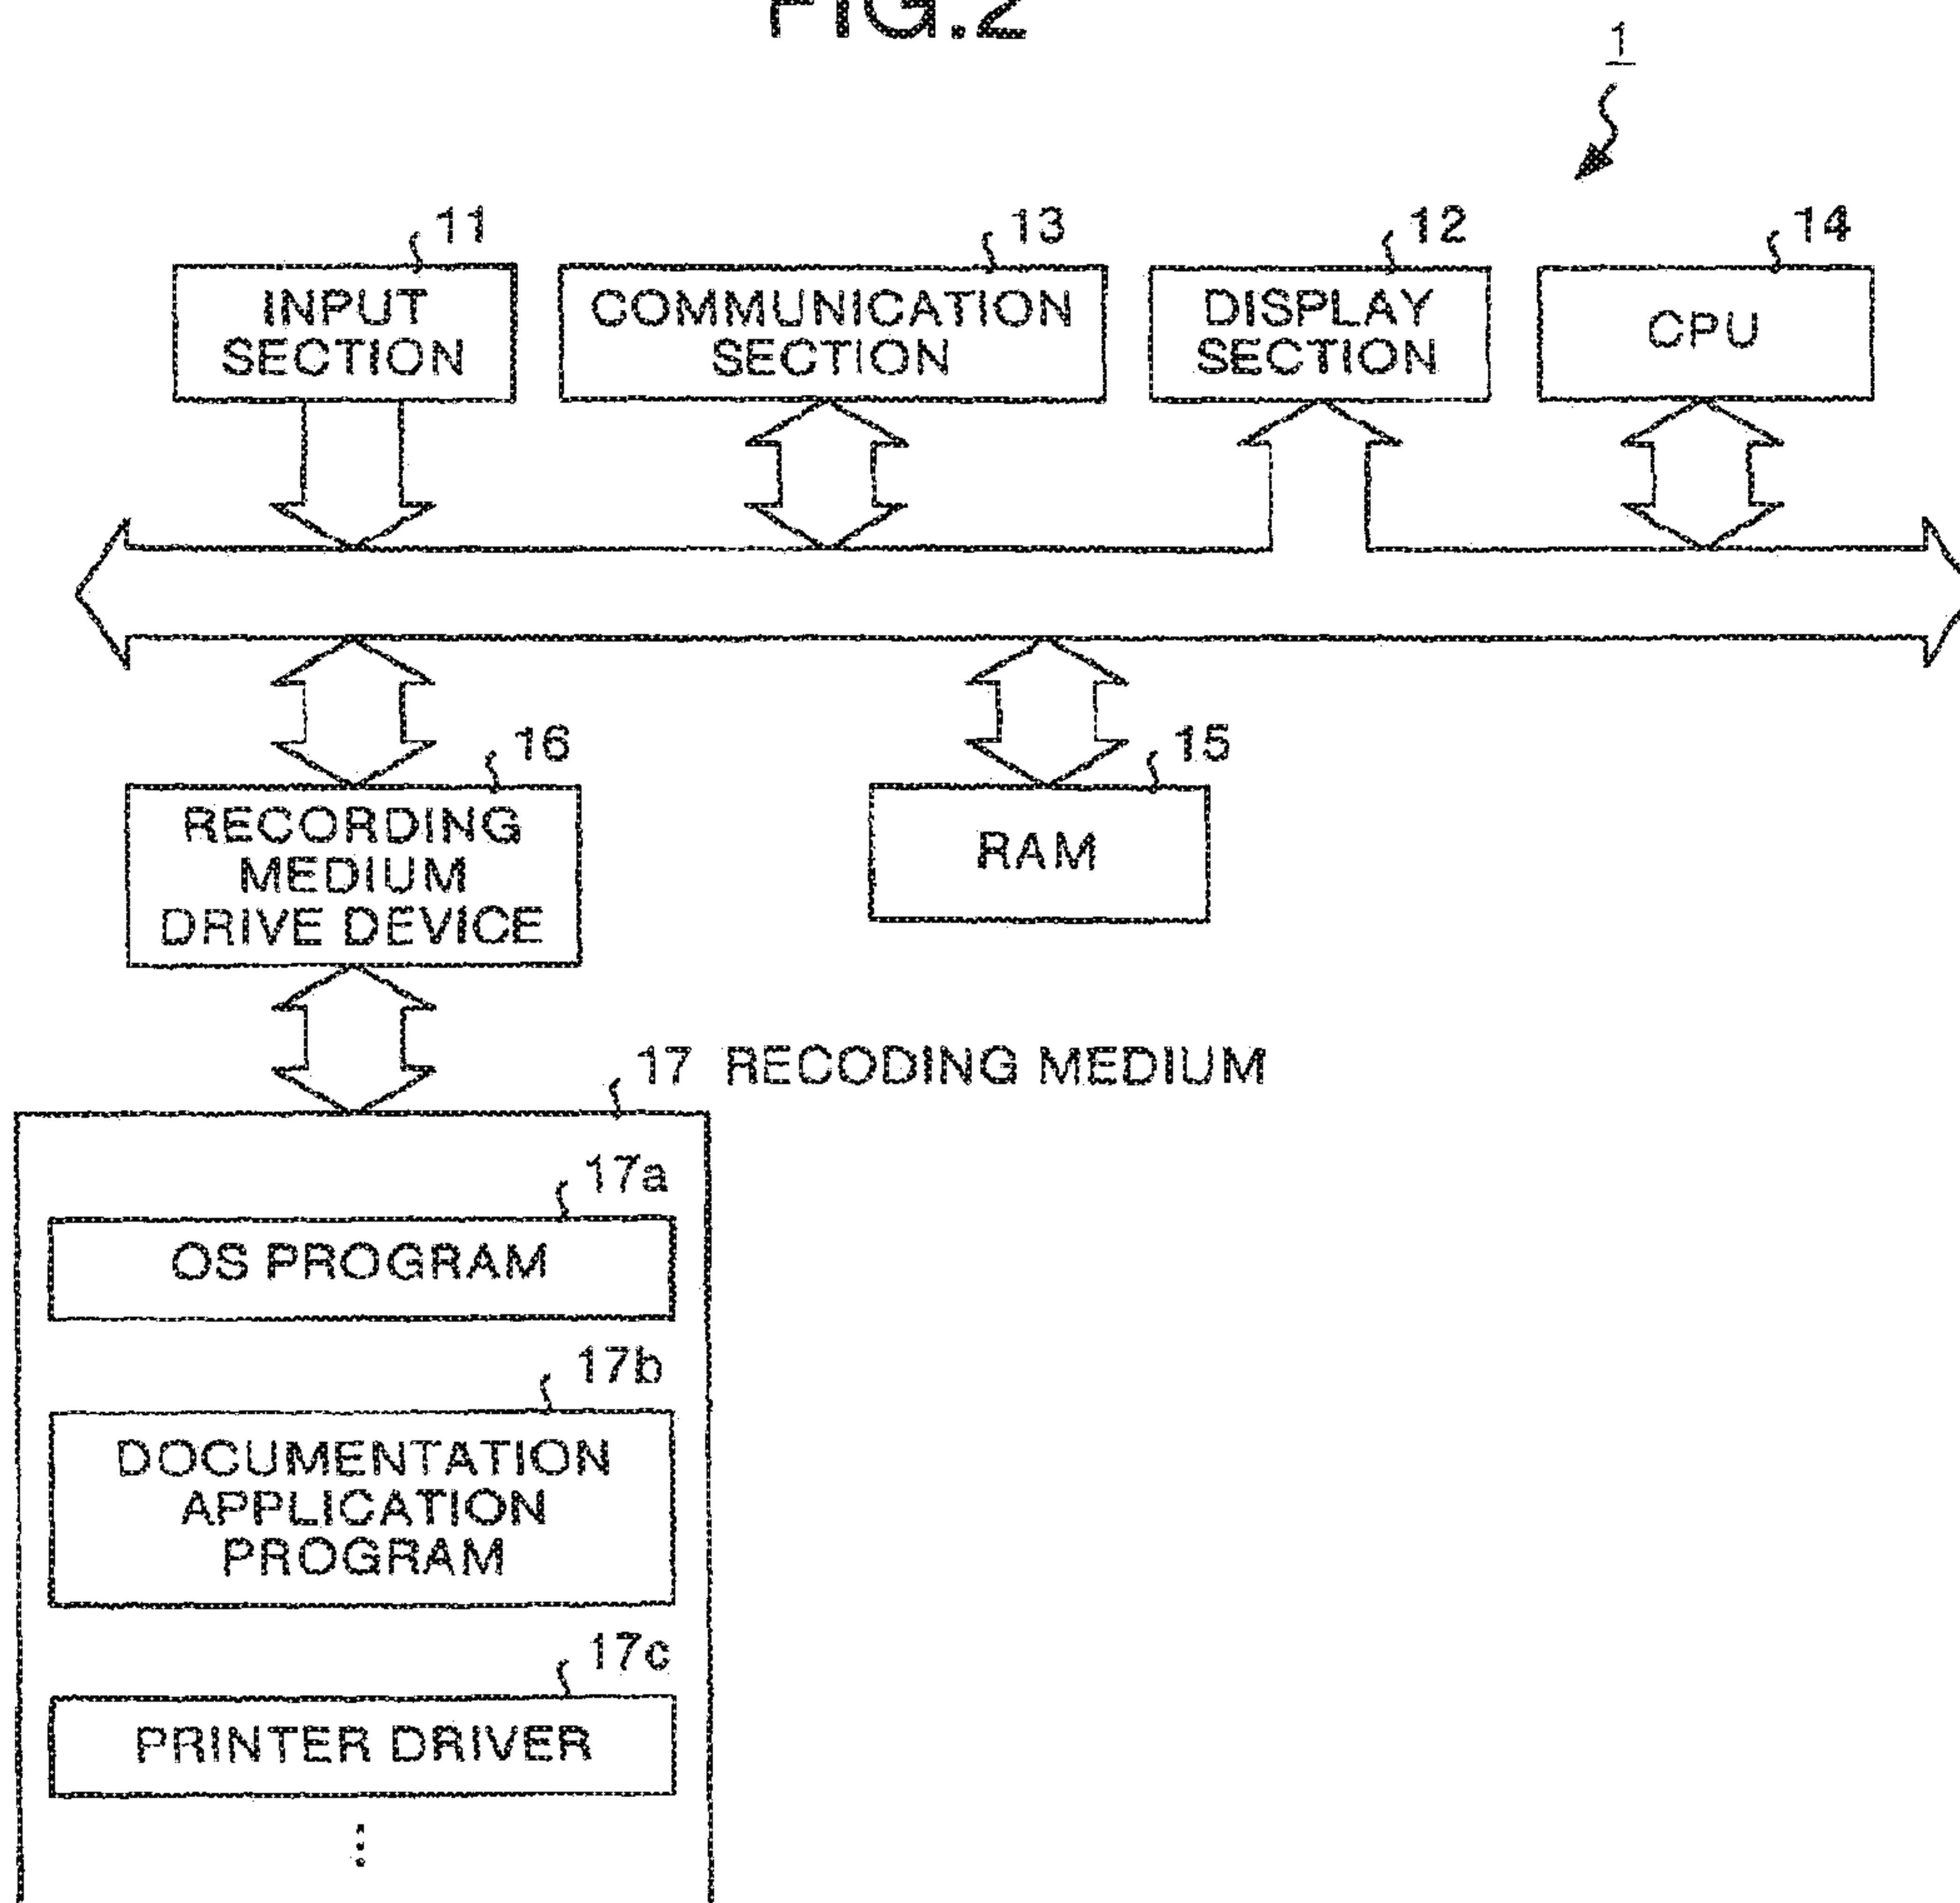 FIG.2
1
11
INPUT
SECTION
13
COMMUNICATION
SECTION
12
DISPLAY
SECTION
14
CPU
16
RECORDING
MEDIUM
DRIVE DEVICE
15
RAM
17 RECODING MEDIUM
17a
OS PROGRAM
17b
DOCUMENTATION
APPLICATION
PROGRAM
17c
PRINTER DRIVER